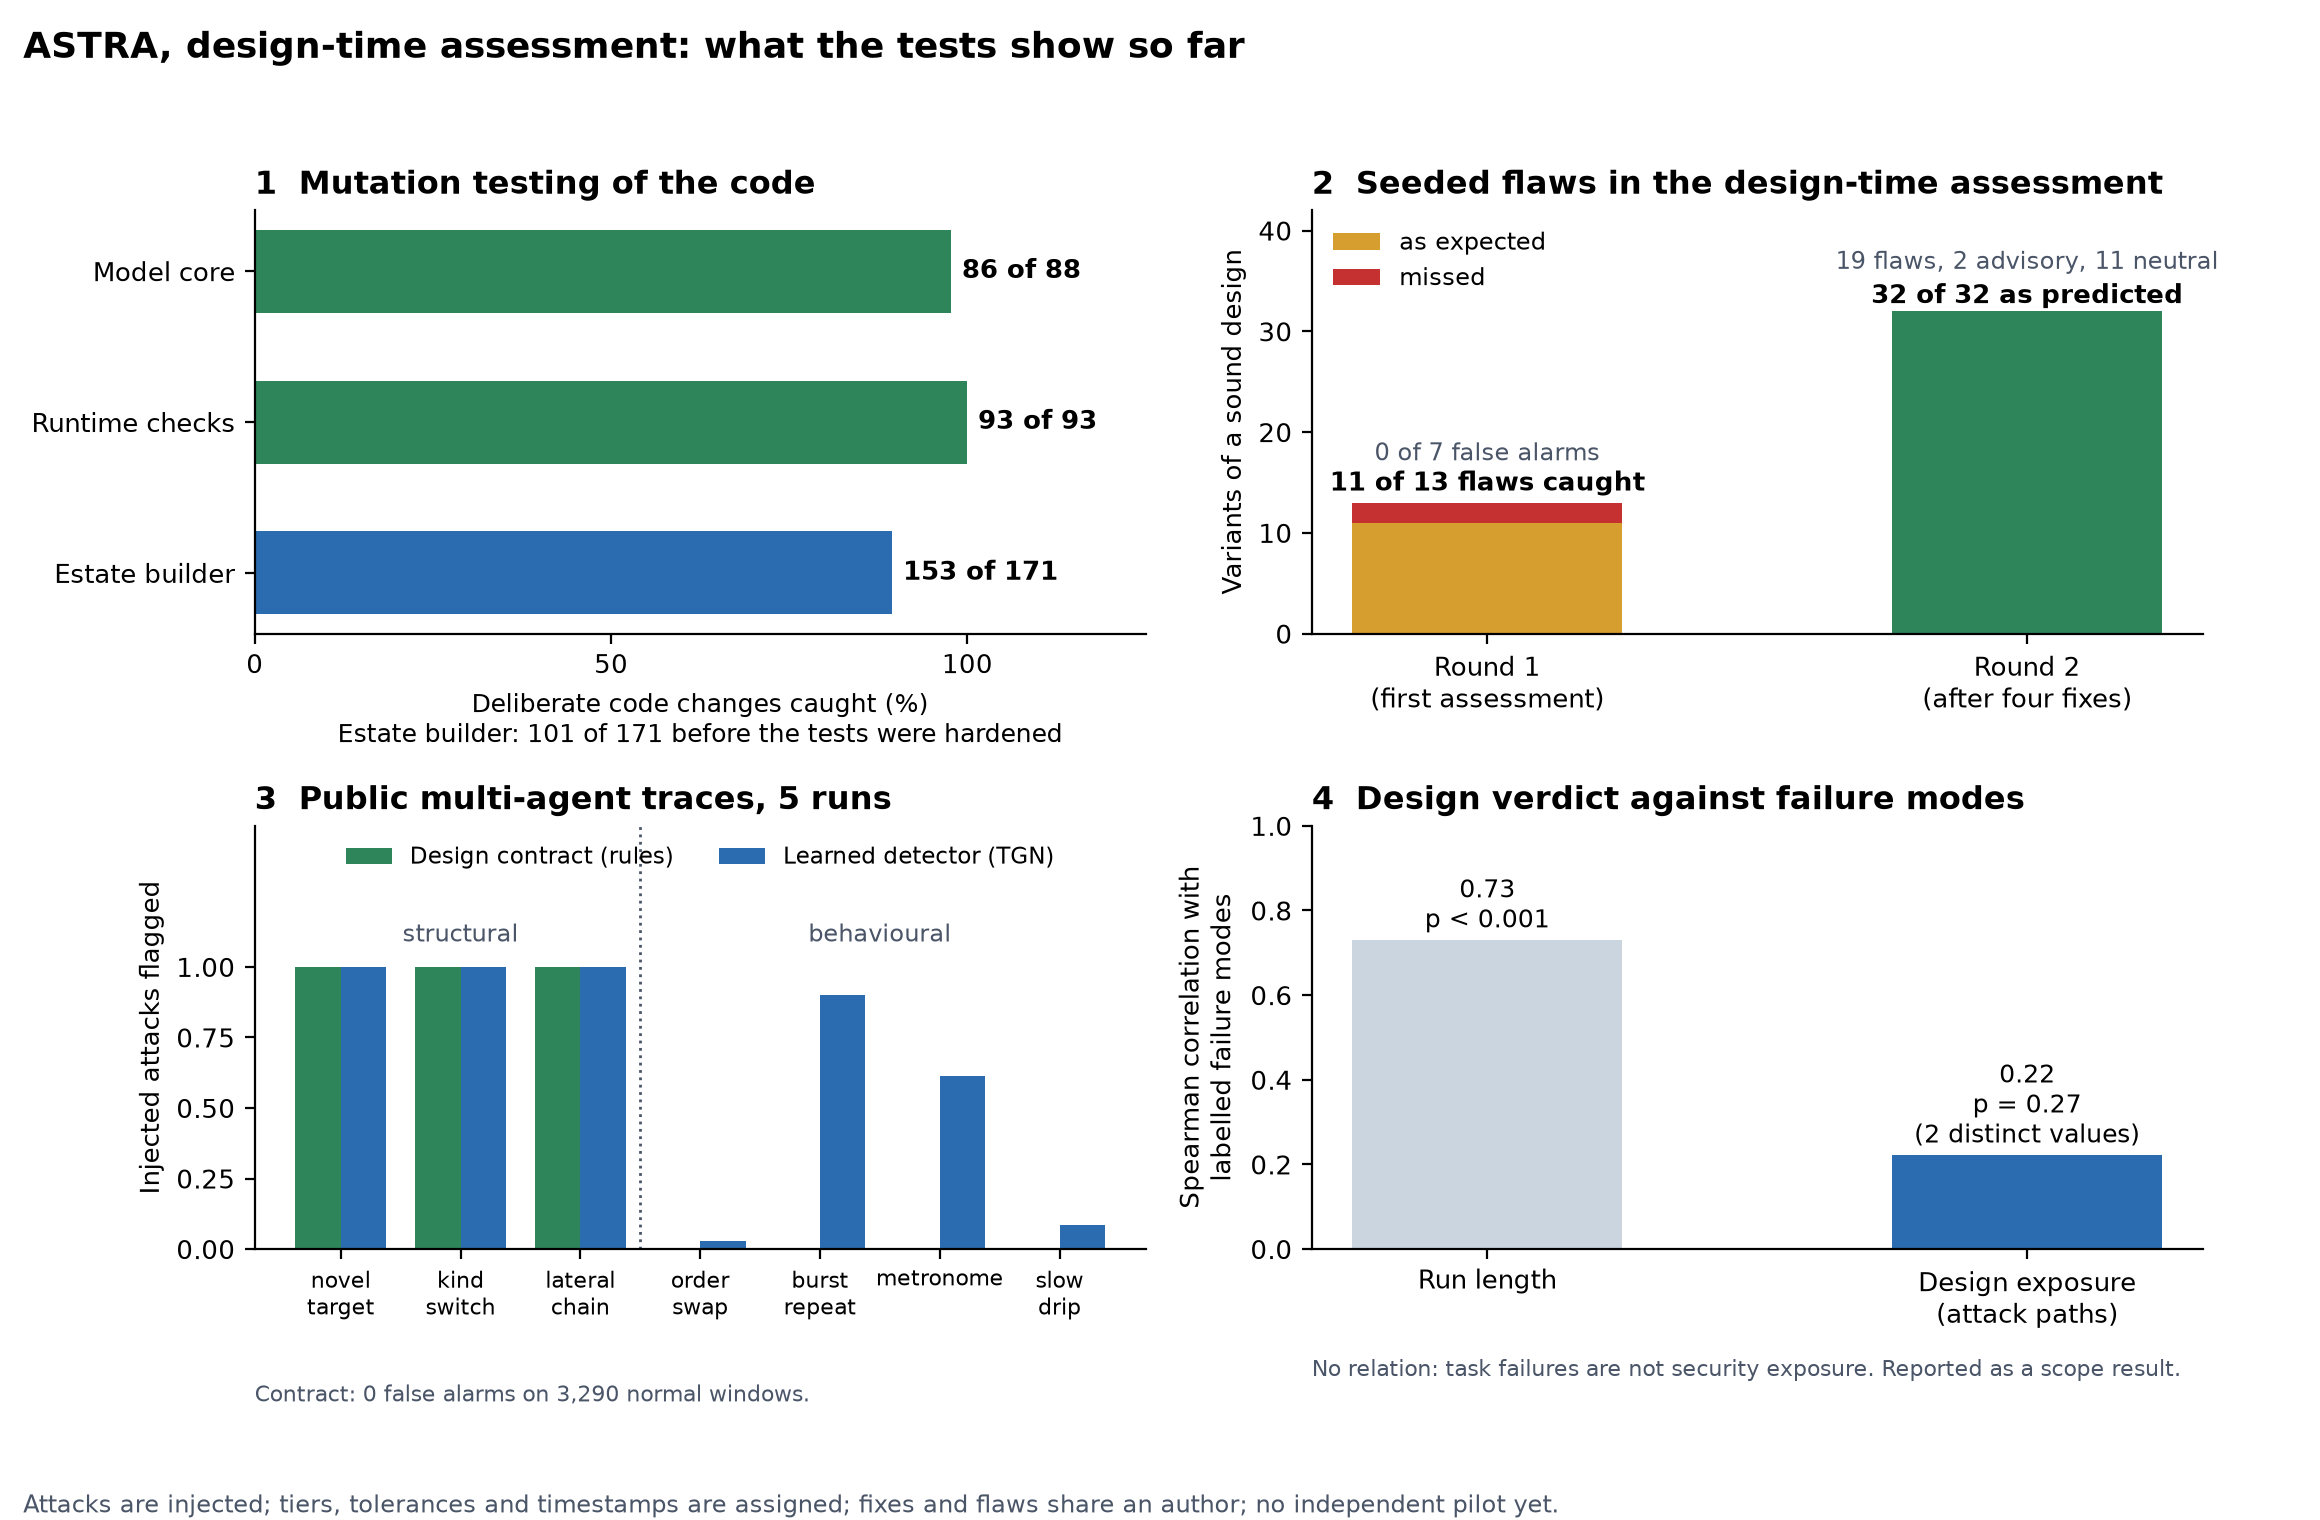 ASTRA, design-time assessment: what the tests show so far
1 Mutation testing of the code
Model core
86 of 88
Runtime checks
93 of 93
Estate builder
153 of 171
0
50
100
Deliberate code changes caught (%)
Estate builder: 101 of 171 before the tests were hardened
2 Seeded flaws in the design-time assessment
Variants of a sound design
40
30
20
10
0
as expected
missed
19 flaws, 2 advisory, 11 neutral
32 of 32 as predicted
0 of 7 false alarms
11 of 13 flaws caught
Round 1
(first assessment)
Round 2
(after four fixes)
3 Public multi-agent traces, 5 runs
Design contract (rules)
Learned detector (TGN)
structural
behavioural
Injected attacks flagged
1.00
0.75
0.50
0.25
0.00
novel
target
kind
switch
lateral
chain
order
swap
burst
repeat
metronome
slow
drip
Contract: 0 false alarms on 3,290 normal windows.
4 Design verdict against failure modes
Spearman correlation with
labelled failure modes
1.0
0.8
0.6
0.4
0.2
0.0
0.73
p < 0.001
0.22
p = 0.27
(2 distinct values)
Run length
Design exposure
(attack paths)
No relation: task failures are not security exposure. Reported as a scope result.
Attacks are injected; tiers, tolerances and timestamps are assigned; fixes and flaws share an author; no independent pilot yet.